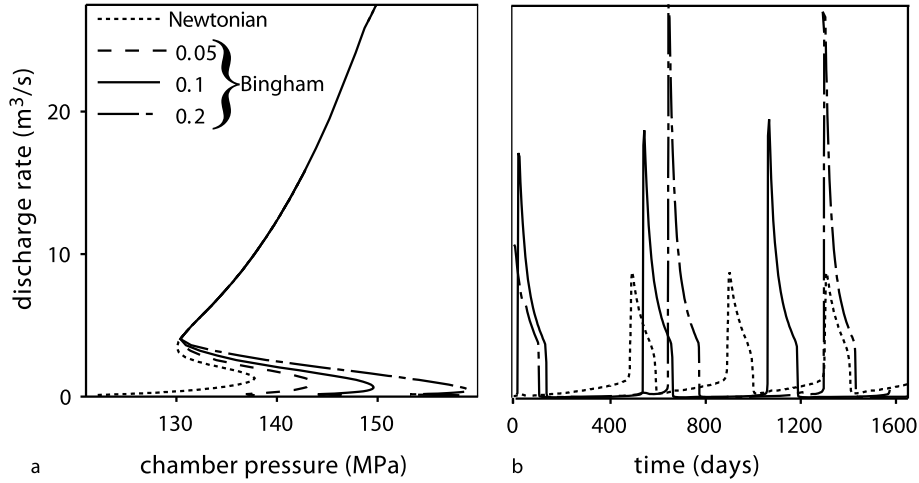 Newtonian
0.05
0.1
0.2
Bingham
discharge rate (m³/s)
20
10
0
130
140
150
a
chamber pressure (MPa)
0
400
800
1200
1600
b
time (days)